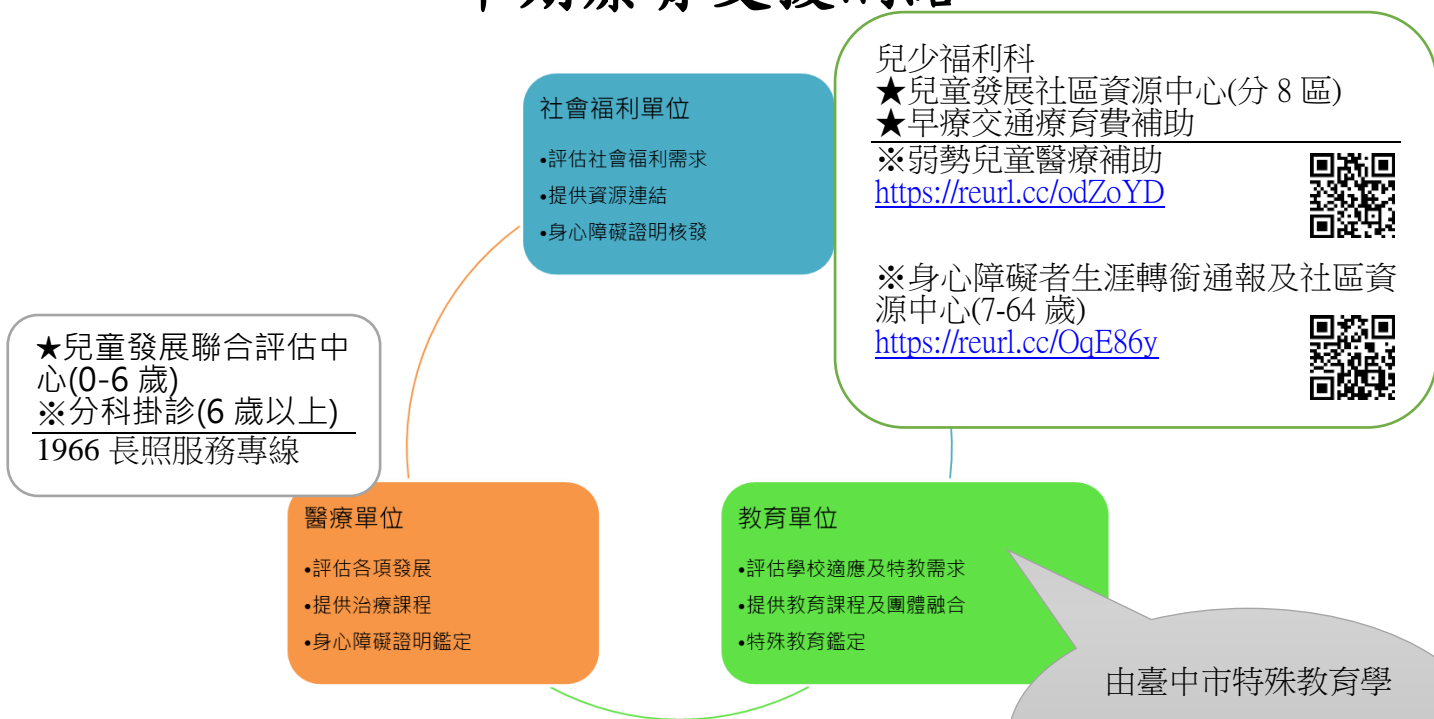 早期療育支援網絡
社會福利單位
•評估社會福利需求
•提供資源連結
•身心障礙證明核發
兒少福利科
★兒童發展社區資源中心(分 8 區)
★早療交通療育費補助
※弱勢兒童醫療補助
https://reurl.cc/odZoYD
※身心障礙者生涯轉銜通報及社區資
源中心(7-64 歲)
https://reurl.cc/OqE86y
★兒童發展聯合評估中
心(0-6 歲)
※分科掛診(6 歲以上)
1966 長照服務專線
醫療單位
•評估各項發展
•提供治療課程
•身心障礙證明鑑定
教育單位
•評估學校適應及特教需求
•提供教育課程及團體融合
•特殊教育鑑定
由臺中市特殊教育學